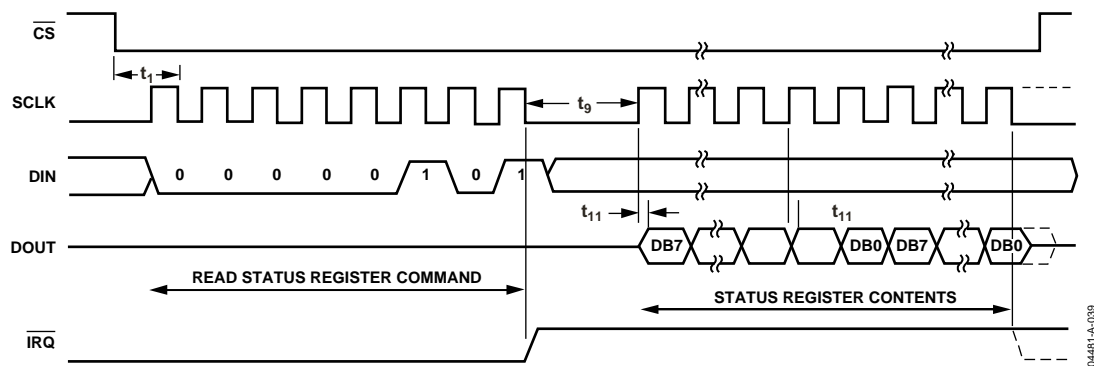 CS
t1
SCLK
t9
DIN
0 0 0 0 0 1 0 1
t11
t11
DOUT
DB7
DB0
DB7
DB0
READ STATUS REGISTER COMMAND
STATUS REGISTER CONTENTS
IRQ
04481-A-039